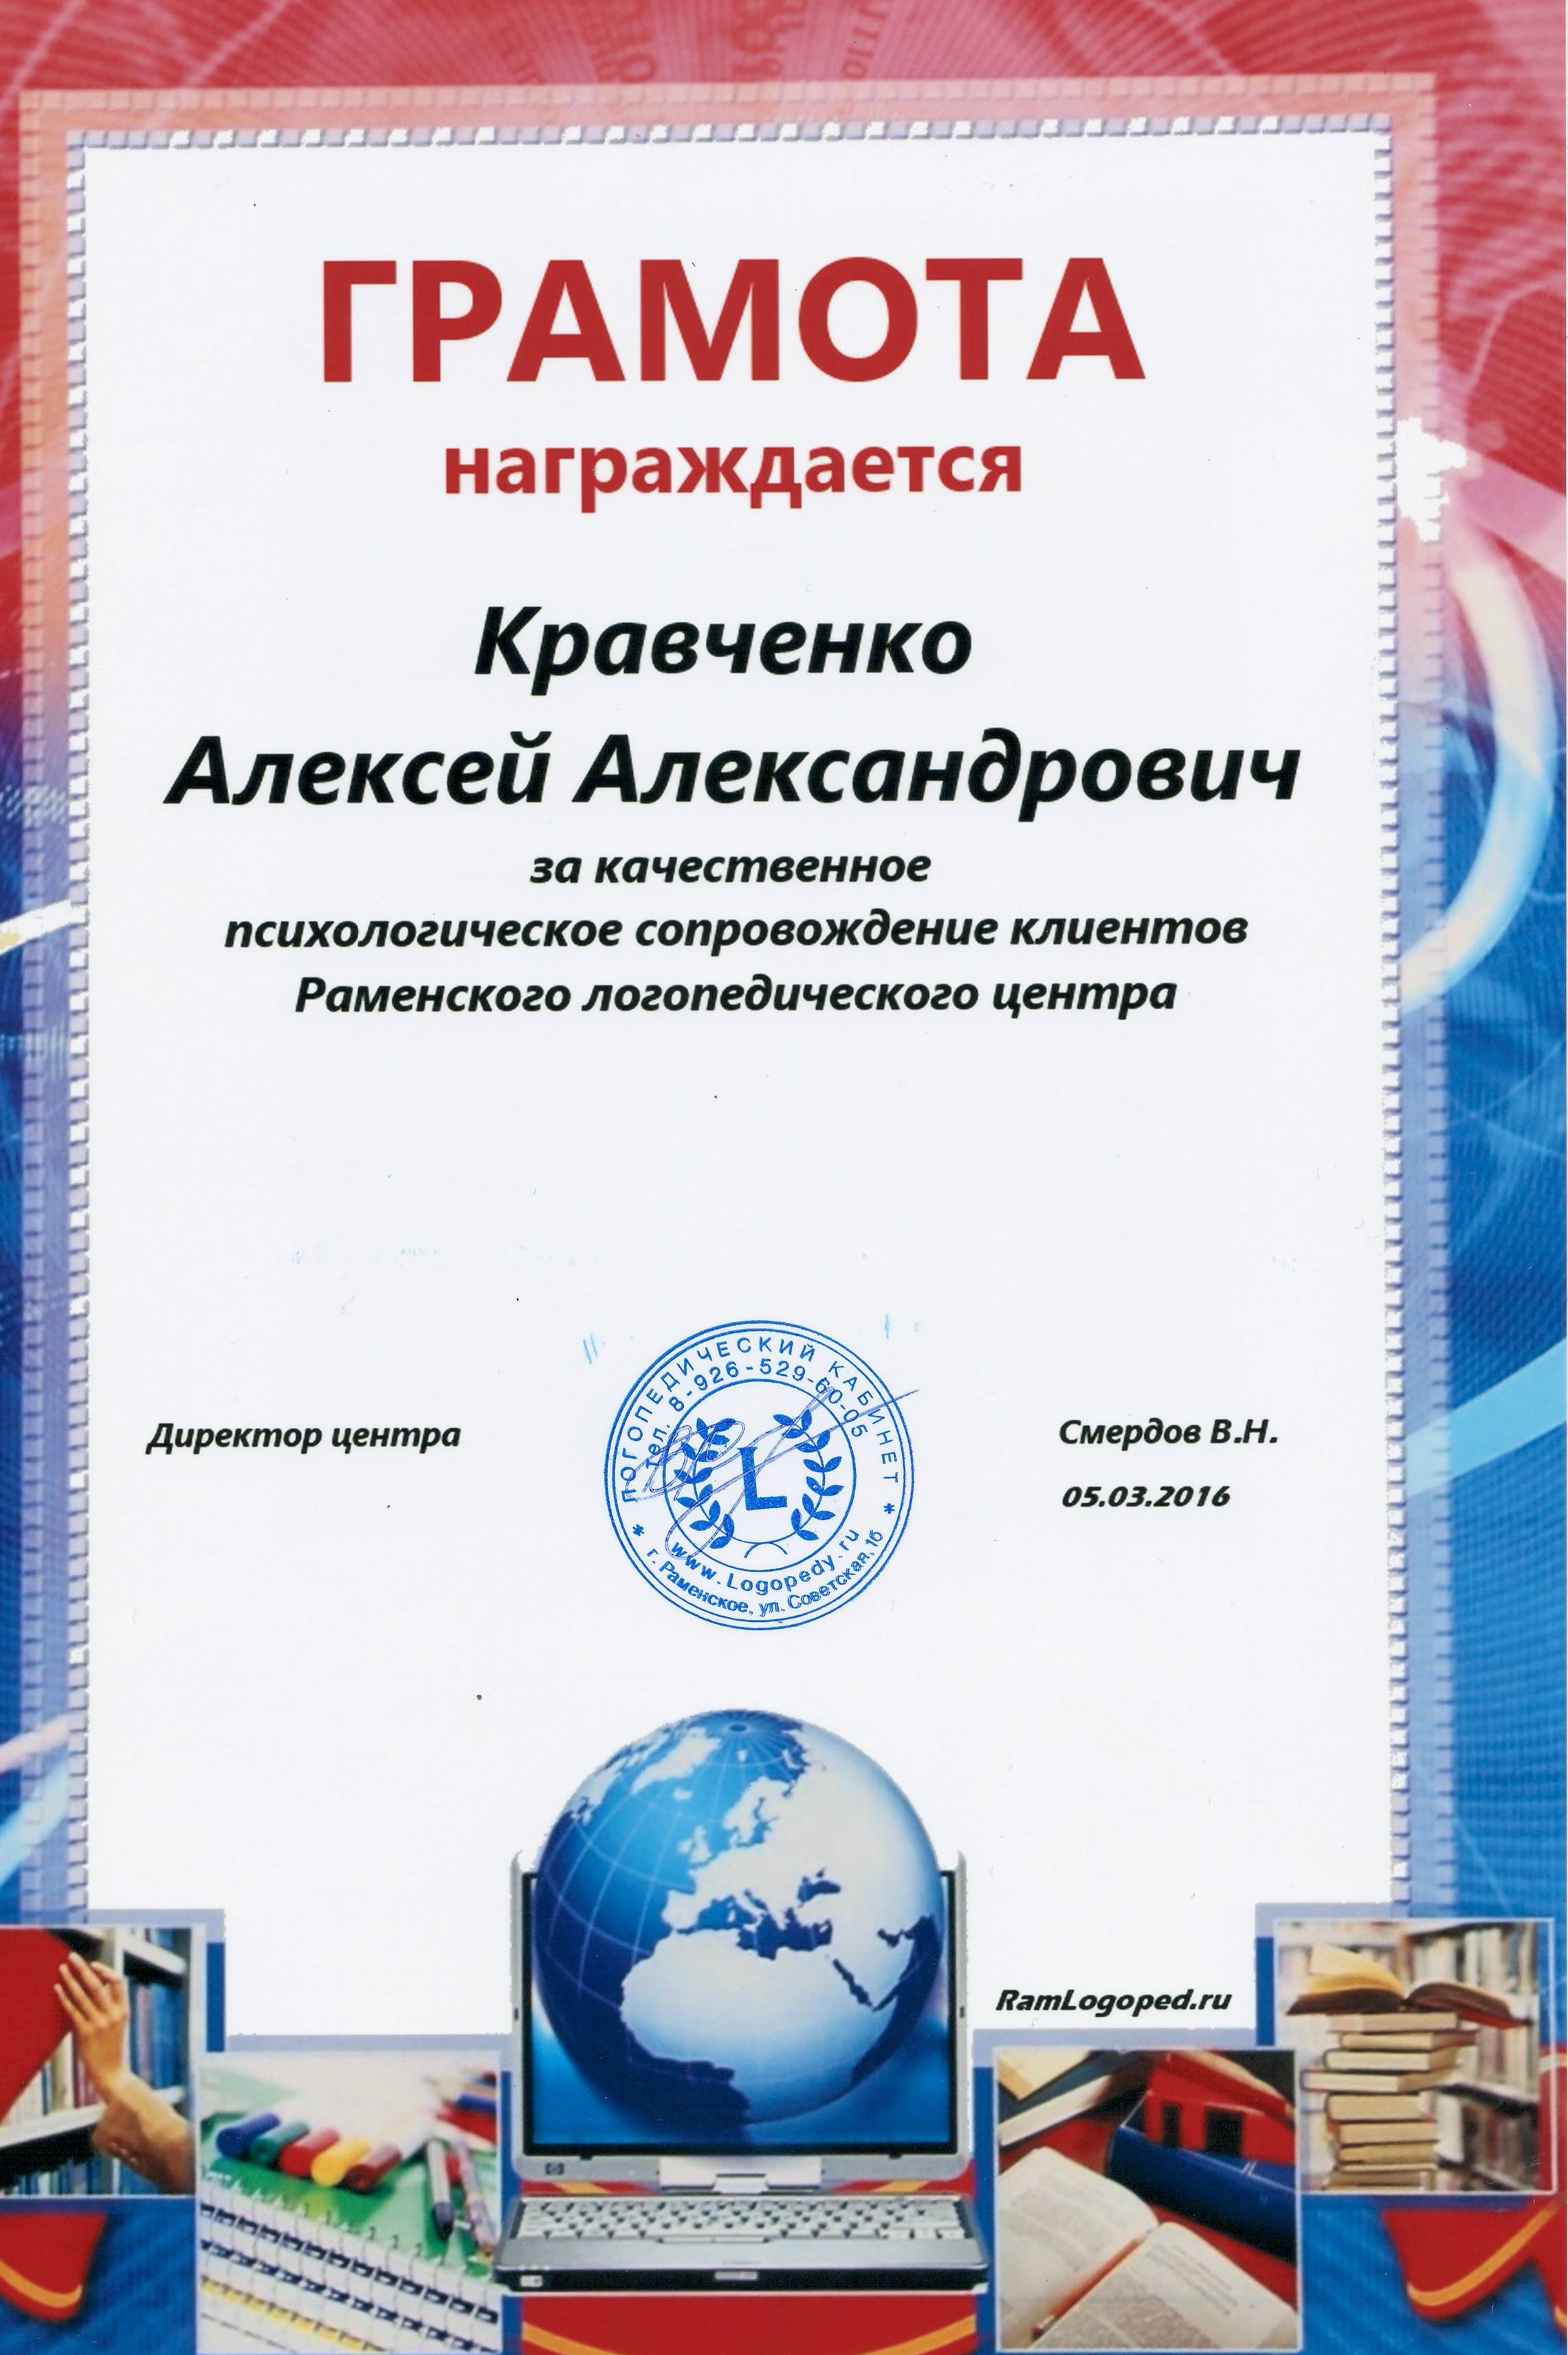 ГРАМОТА
награждается
Кравченко
Алексей Александрович
за качественное
психологическое сопровождение клиентов
Раменского логопедического центра
Директор центра
ЛОГОПЕДИЧЕСКИЙ КАБИНЕТ
тел. 8-926-529-60-05
L
www.Logopedy.ru
* г. Раменское, ул. Советская,16 *
Смердов В.Н.
05.03.2016
RamLogoped.ru